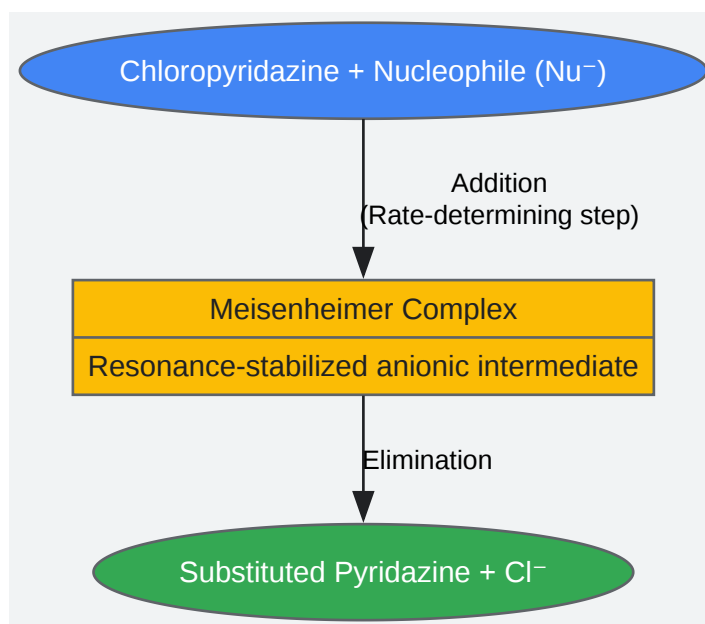 Chloropyridazine + Nucleophile (Nu⁻)
Addition
(Rate-determining step)
Meisenheimer Complex
Resonance-stabilized anionic intermediate
Elimination
Substituted Pyridazine + Cl⁻